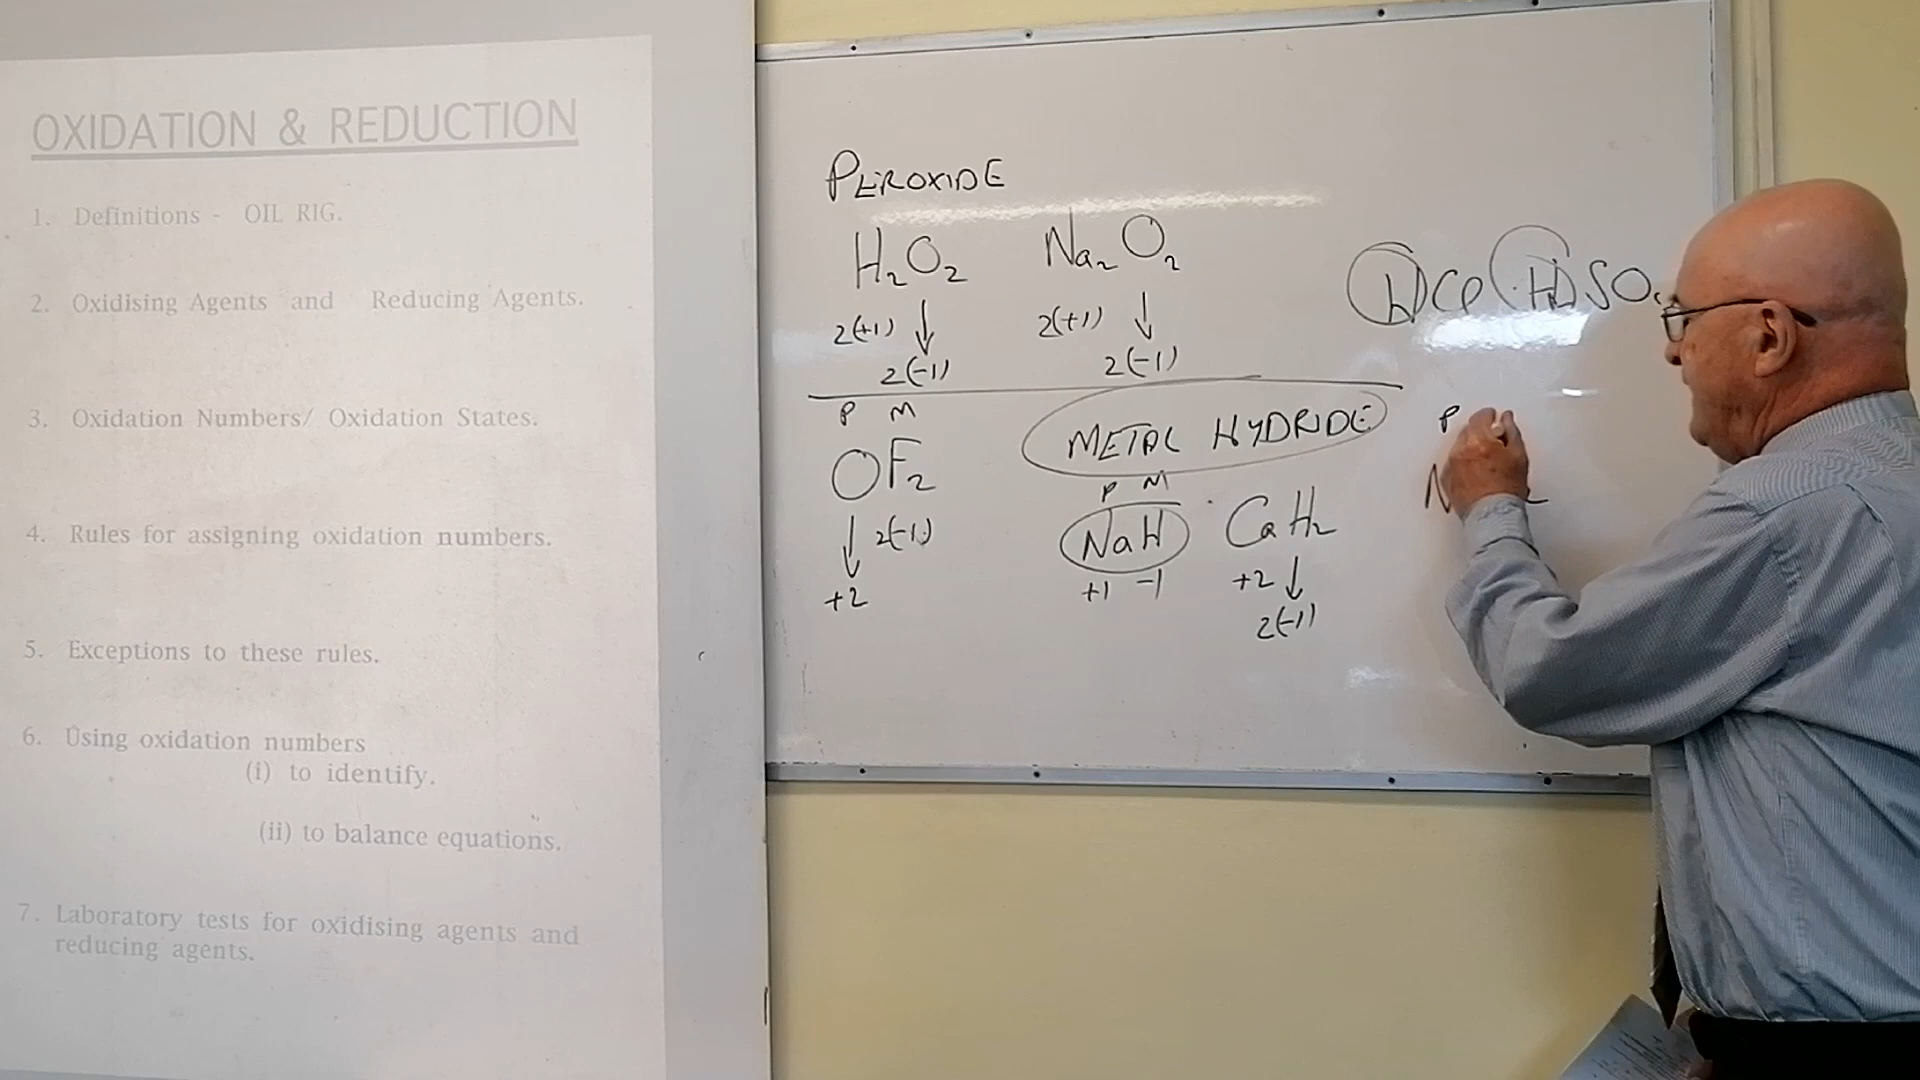 OXIDATION & REDUCTION
1. Definitions - OIL RIG.
2. Oxidising Agents and Reducing Agents.
3. Oxidation Numbers/ Oxidation States.
4. Rules for assigning oxidation numbers.
5. Exceptions to these rules.
6. Using oxidation numbers
(i) to identify.
(ii) to balance equations.
7. Laboratory tests for oxidising agents and
reducing agents.
PEROXIDE
H₂O₂ Na₂O₂
2(+1) ↓ 2(+1) ↓
2(-1) 2(-1)
P M
OF₂
↓ 2(-1)
+2
METAL HYDRIDE
P M
NaH CaH₂
+1 -1 +2 ↓
2(-1)
HCl H₂SO
P
N